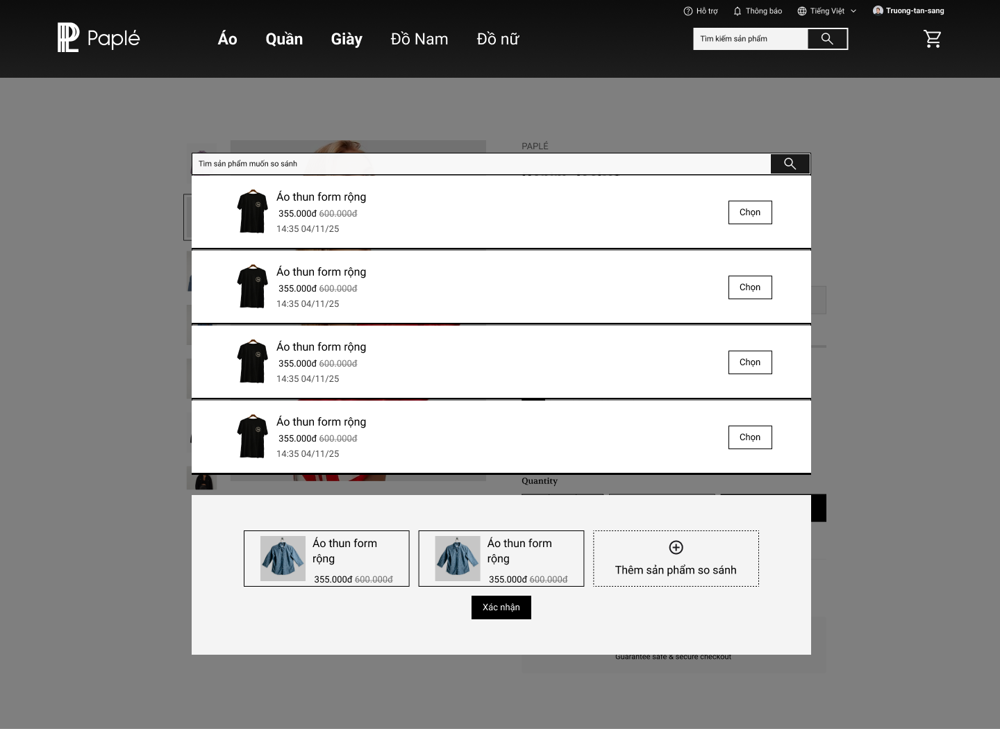 Hỗ trợ Thông báo Tiếng Việt Truong-tan-sang
Paplé Áo Quần Giày Đồ Nam Đồ nữ Tìm kiếm sản phẩm
PAPLÉ
Tìm sản phẩm muốn so sánh
Áo thun form rộng
355.000đ 600.000đ
14:35 04/11/25
Chọn
Áo thun form rộng
355.000đ 600.000đ
14:35 04/11/25
Chọn
Áo thun form rộng
355.000đ 600.000đ
14:35 04/11/25
Chọn
Áo thun form rộng
355.000đ 600.000đ
14:35 04/11/25
Chọn
Quantity
Áo thun form
rộng
355.000đ 600.000đ
Áo thun form
rộng
355.000đ 600.000đ
Thêm sản phẩm so sánh
Xác nhận
Guarantee safe & secure checkout